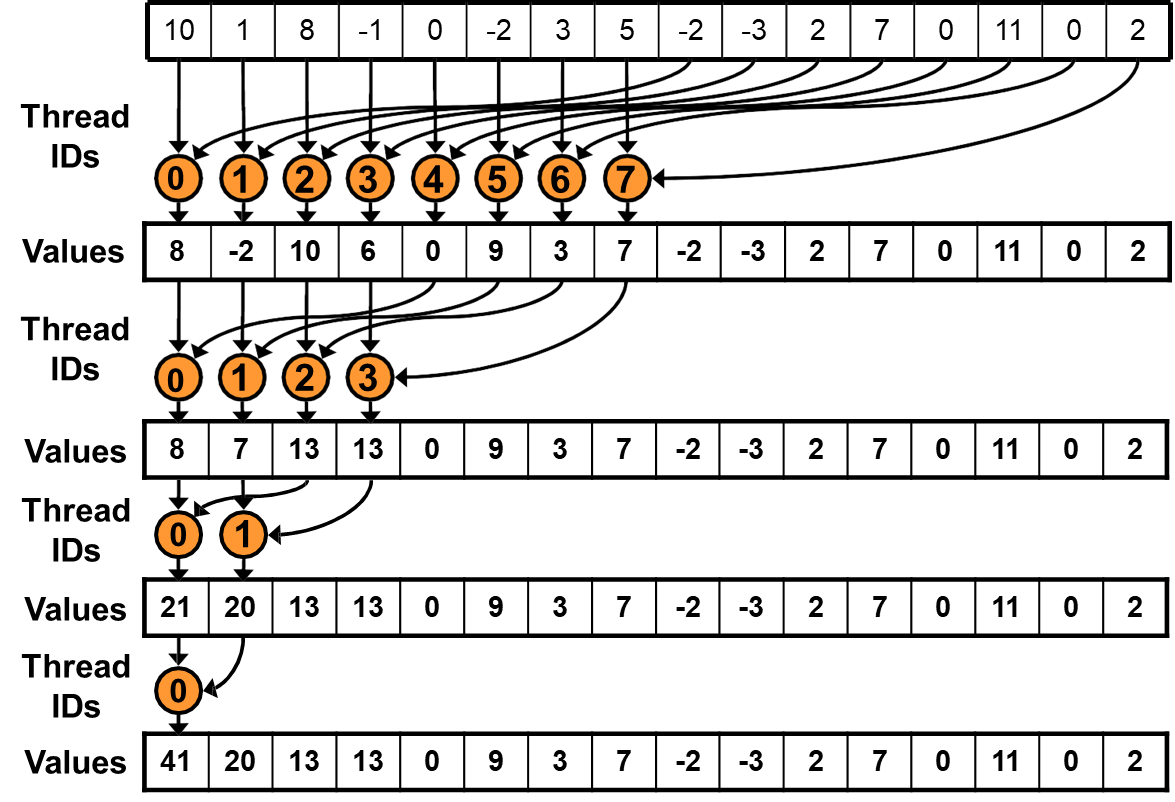 10 1 8 -1 0 -2 3 5 -2 -3 2 7 0 11 0 2
Thread
IDs
0 1 2 3 4 5 6 7
Values 8 -2 10 6 0 9 3 7 -2 -3 2 7 0 11 0 2
Thread
IDs
0 1 2 3
Values 8 7 13 13 0 9 3 7 -2 -3 2 7 0 11 0 2
Thread
IDs
0 1
Values 21 20 13 13 0 9 3 7 -2 -3 2 7 0 11 0 2
Thread
IDs
0
Values 41 20 13 13 0 9 3 7 -2 -3 2 7 0 11 0 2